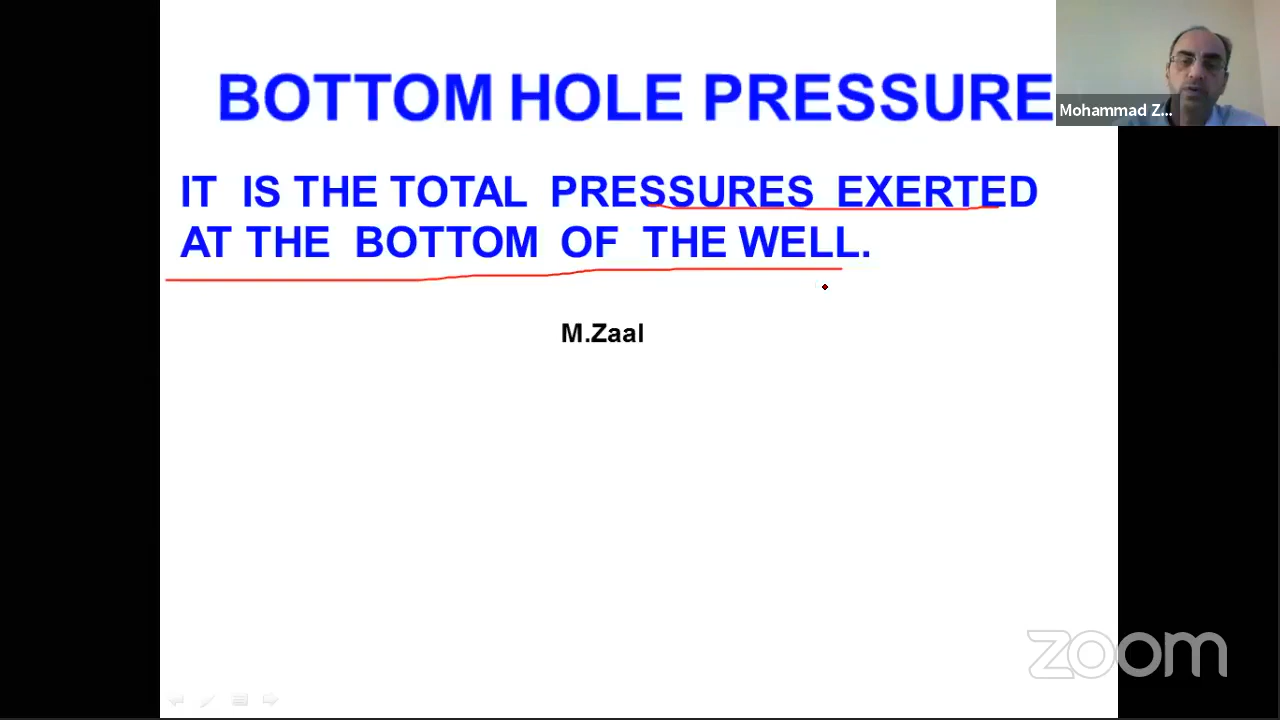 BOTTOM HOLE PRESSURE
Mohammad Z...
IT IS THE TOTAL PRESSURES EXERTED
AT THE BOTTOM OF THE WELL.
M.Zaal
zoom